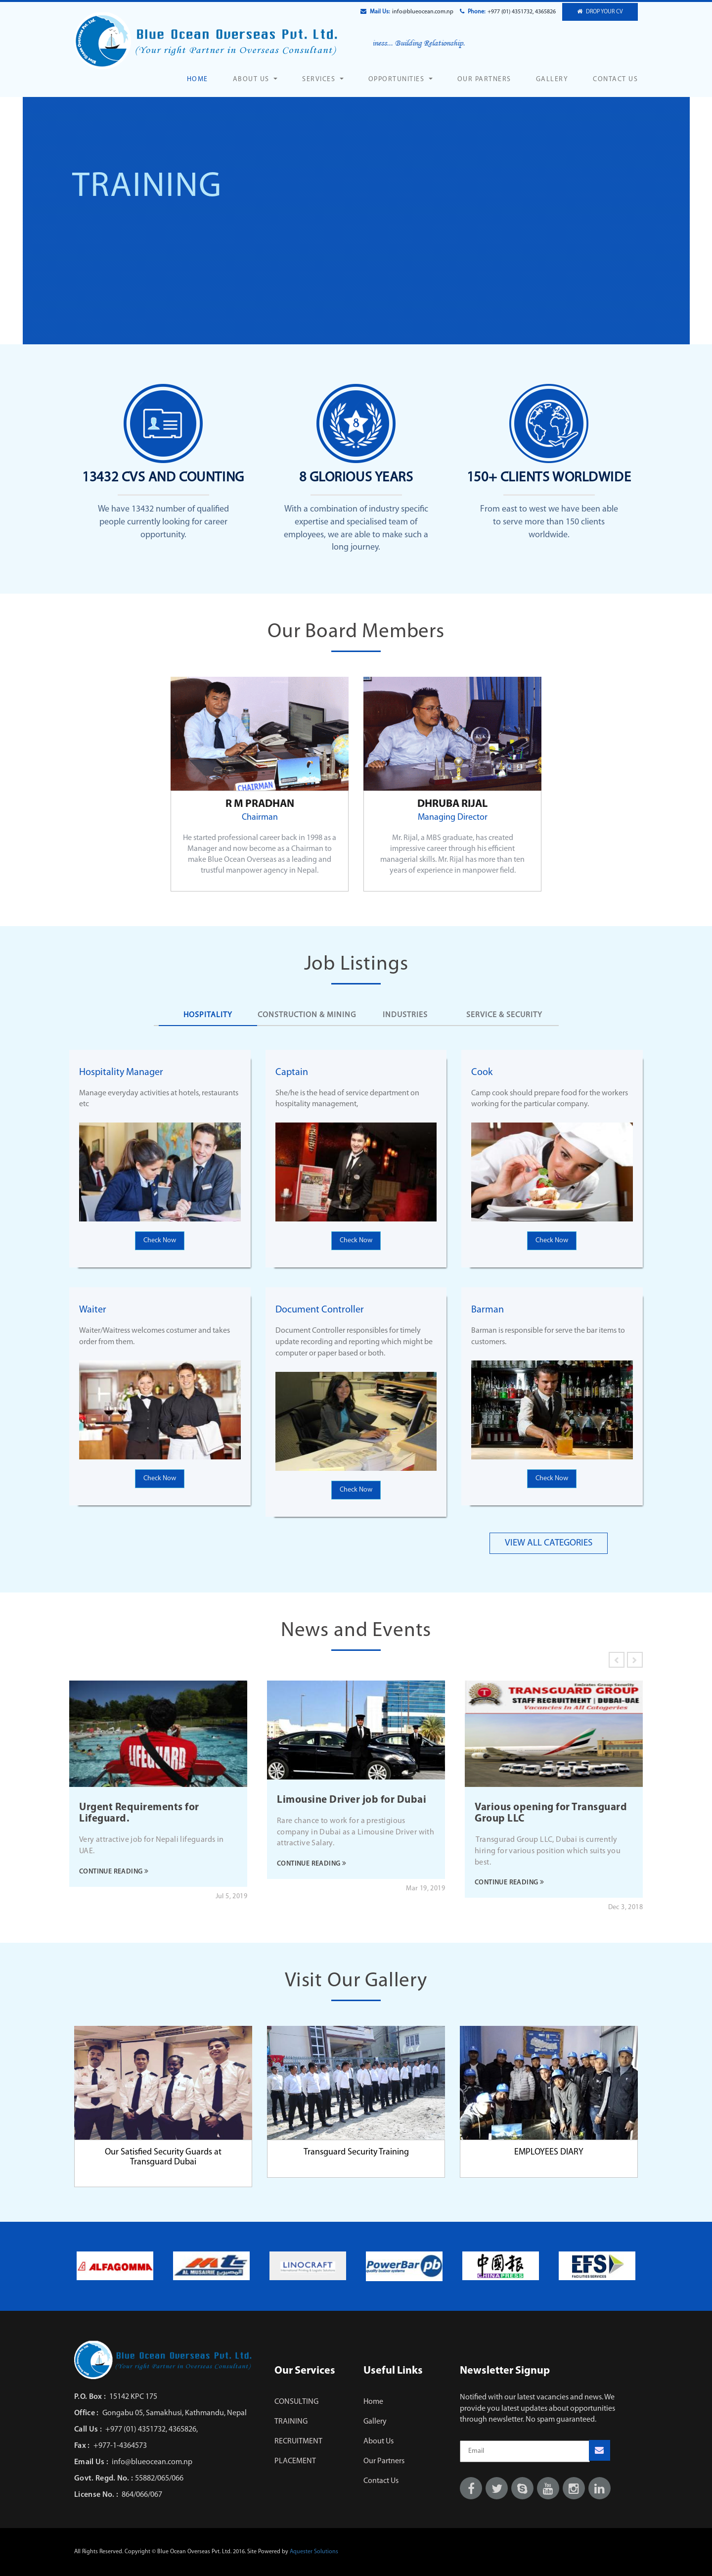 Mail Us: info@blueocean.com.np Phone: +977 (01) 4351732, 4365826 DROP YOUR CV
Blue Ocean Overseas Pvt. Ltd.
(Your right Partner in Overseas Consultant)
iness... Building Relationship.
HOME ABOUT US SERVICES OPPORTUNITIES OUR PARTNERS GALLERY CONTACT US
TRAINING
8
13432 CVS AND COUNTING
We have 13432 number of qualified
people currently looking for career
opportunity.
8 GLORIOUS YEARS
With a combination of industry specific
expertise and specialised team of
employees, we are able to make such a
long journey.
150+ CLIENTS WORLDWIDE
From east to west we have been able
to serve more than 150 clients
worldwide.
Our Board Members
CHAIRMAN
R M PRADHAN
Chairman
He started professional career back in 1998 as a
Manager and now become as a Chairman to
make Blue Ocean Overseas as a leading and
trustful manpower agency in Nepal.
DHRUBA RIJAL
Managing Director
Mr. Rijal, a MBS graduate, has created
impressive career through his efficient
managerial skills. Mr. Rijal has more than ten
years of experience in manpower field.
Job Listings
HOSPITALITY CONSTRUCTION & MINING INDUSTRIES SERVICE & SECURITY
Hospitality Manager
Manage everyday activities at hotels, restaurants
etc
Check Now
Captain
She/he is the head of service department on
hospitality management,
Check Now
Cook
Camp cook should prepare food for the workers
working for the particular company.
Check Now
Waiter
Waiter/Waitress welcomes costumer and takes
order from them.
Check Now
Document Controller
Document Controller responsibles for timely
update recording and reporting which might be
computer or paper based or both.
Check Now
Barman
Barman is responsible for serve the bar items to
customers.
Check Now
VIEW ALL CATEGORIES
News and Events
LIFEGUARD
Urgent Requirements for
Lifeguard.
Very attractive job for Nepali lifeguards in
UAE.
CONTINUE READING »
Jul 5, 2019
Limousine Driver job for Dubai
Rare chance to work for a prestigious
company in Dubai as a Limousine Driver with
attractive Salary.
CONTINUE READING »
Mar 19, 2019
Emirates Group Security
TRANSGUARD GROUP
STAFF RECRUITMENT | DUBAI-UAE
Vacancies in All Categories
Various opening for Transguard
Group LLC
Transgurad Group LLC, Dubai is currently
hiring for various position which suits you
best.
CONTINUE READING »
Dec 3, 2018
Visit Our Gallery
Our Satisfied Security Guards at
Transguard Dubai
Transguard Security Training
EMPLOYEES DIARY
ALFAGOMMA
mts
AL MUSAIRIE
LINOCRAFT
PowerBar pb
中國報
CHINA PRESS
EFS
FACILITIES SERVICES
Blue Ocean Overseas Pvt. Ltd.
(Your right Partner in Overseas Consultant)
P.O. Box : 15142 KPC 175
Office : Gongabu 05, Samakhusi, Kathmandu, Nepal
Call Us : +977 (01) 4351732, 4365826,
Fax : +977-1-4364573
Email Us : info@blueocean.com.np
Govt. Regd. No. : 55882/065/066
License No. : 864/066/067
Our Services
CONSULTING
TRAINING
RECRUITMENT
PLACEMENT
Useful Links
Home
Gallery
About Us
Our Partners
Contact Us
Newsletter Signup
Notified with our latest vacancies and news. We
provide you latest updates about opportunities
through newsletter. No spam guaranteed.
Email
All Rights Reserved. Copyright © Blue Ocean Overseas Pvt. Ltd. 2016. Site Powered by Aquester Solutions